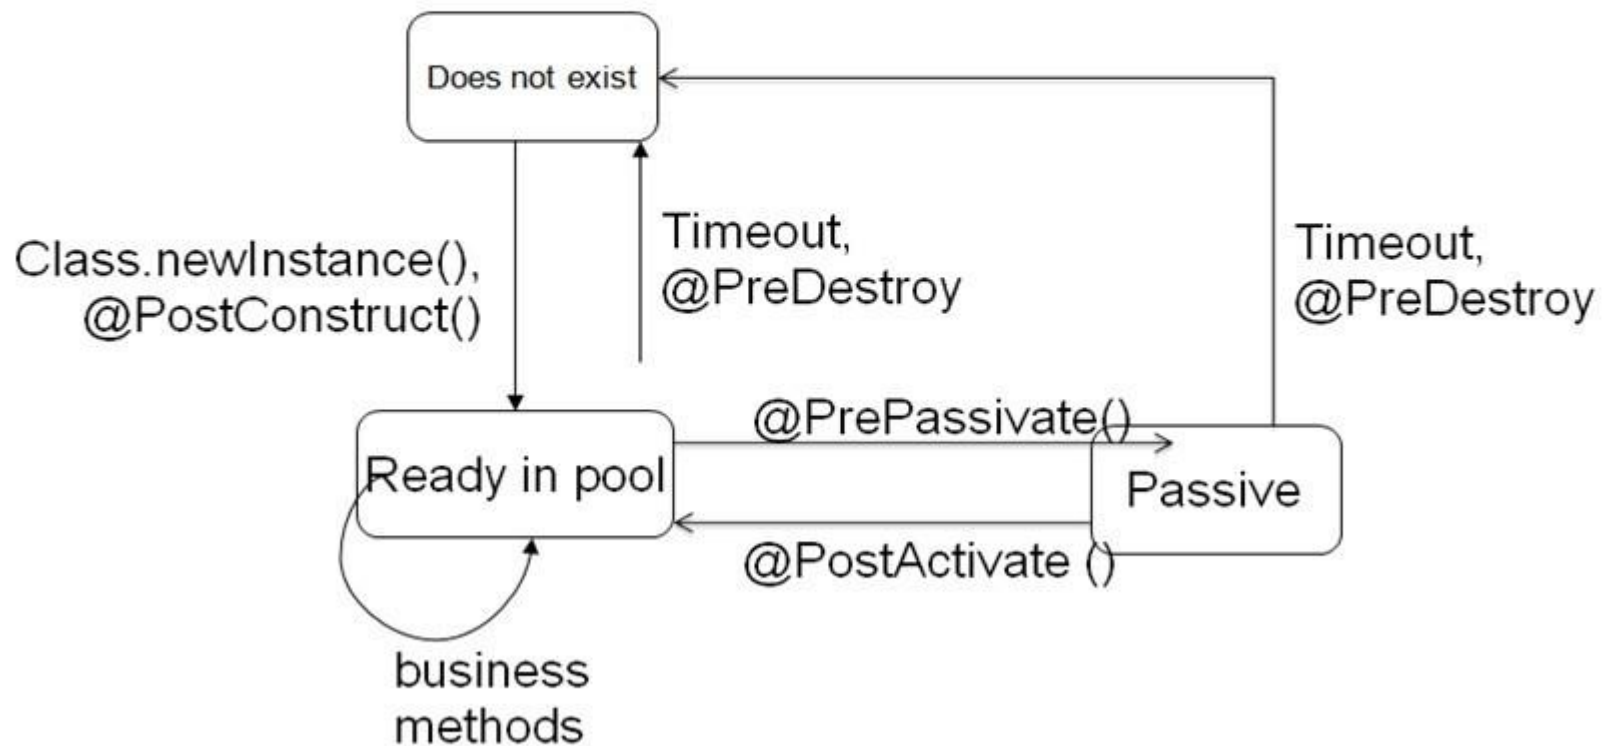 Does not exist
Class.newInstance(),
@PostConstruct()
Timeout,
@PreDestroy
Timeout,
@PreDestroy
@PrePassivate()
Ready in pool
Passive
@PostActivate ()
business
methods